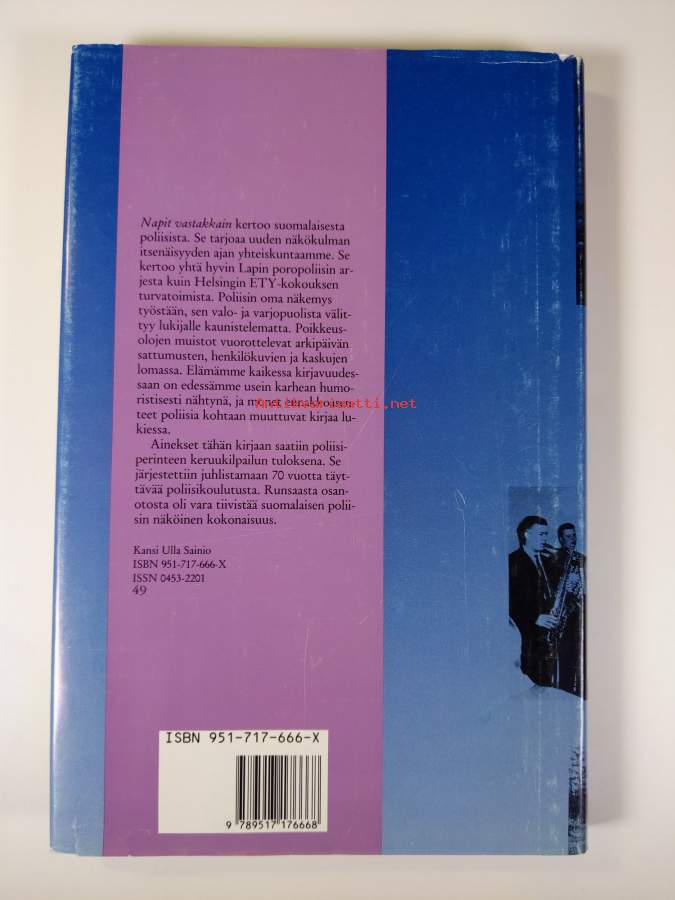 Napit vastakkain kertoo suomalaisesta
poliisista. Se tarjoaa uuden näkökulman
itsenäisyyden ajan yhteiskuntaamme. Se
kertoo yhtä hyvin Lapin poropoliisin ar-
jesta kuin Helsingin ETY-kokouksen
turvatoimista. Poliisin oma näkemys
työstään, sen valo- ja varjopuolista välit-
tyy lukijalle kaunistelematta. Poikkeus-
olojen muistot vuorottelevat arkipäivän
sattumusten, henkilökuvien ja kaskujen
lomassa. Elämämme kaikessa kirjavuudes-
saan on edessämme usein karhean humo-
ristisesti nähtynä, ja monet ennakkoasen-
teet poliisia kohtaan muuttuvat kirjaa lu-
kiessa.
Antikvariaatti.net
Ainekset tähän kirjaan saatiin poliisi-
perinteen keruukilpailun tuloksena. Se
järjestettiin juhlistamaan 70 vuotta täyt-
tävää poliisikoulutusta. Runsaasta osan-
otosta oli vara tiivistää suomalaisen polii-
sin näköinen kokonaisuus.
Kansi Ulla Sainio
ISBN 951-717-666-X
ISSN 0453-2201
49
ISBN 951-717-666-X
9 789517 176668